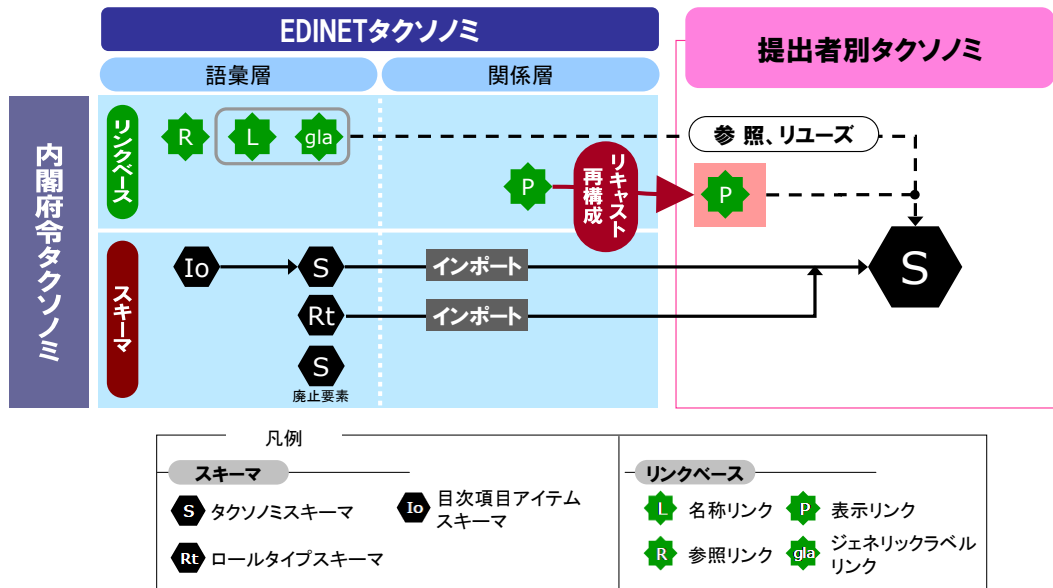 EDINETタクソノミ
提出者別タクソノミ
語彙層
関係層
内閣府令タクソノミ
リンクベース
R
L
gla
参照、リユーズ
P
リキャスト
再構成
P
スキーマ
Io
S
インポート
S
Rt
インポート
S
廃止要素
凡例
スキーマ
S タクソノミスキーマ
Io 目次項目アイテム
スキーマ
Rt ロールタイプスキーマ
リンクベース
L 名称リンク
P 表示リンク
R 参照リンク
gla ジェネリックラベル
リンク